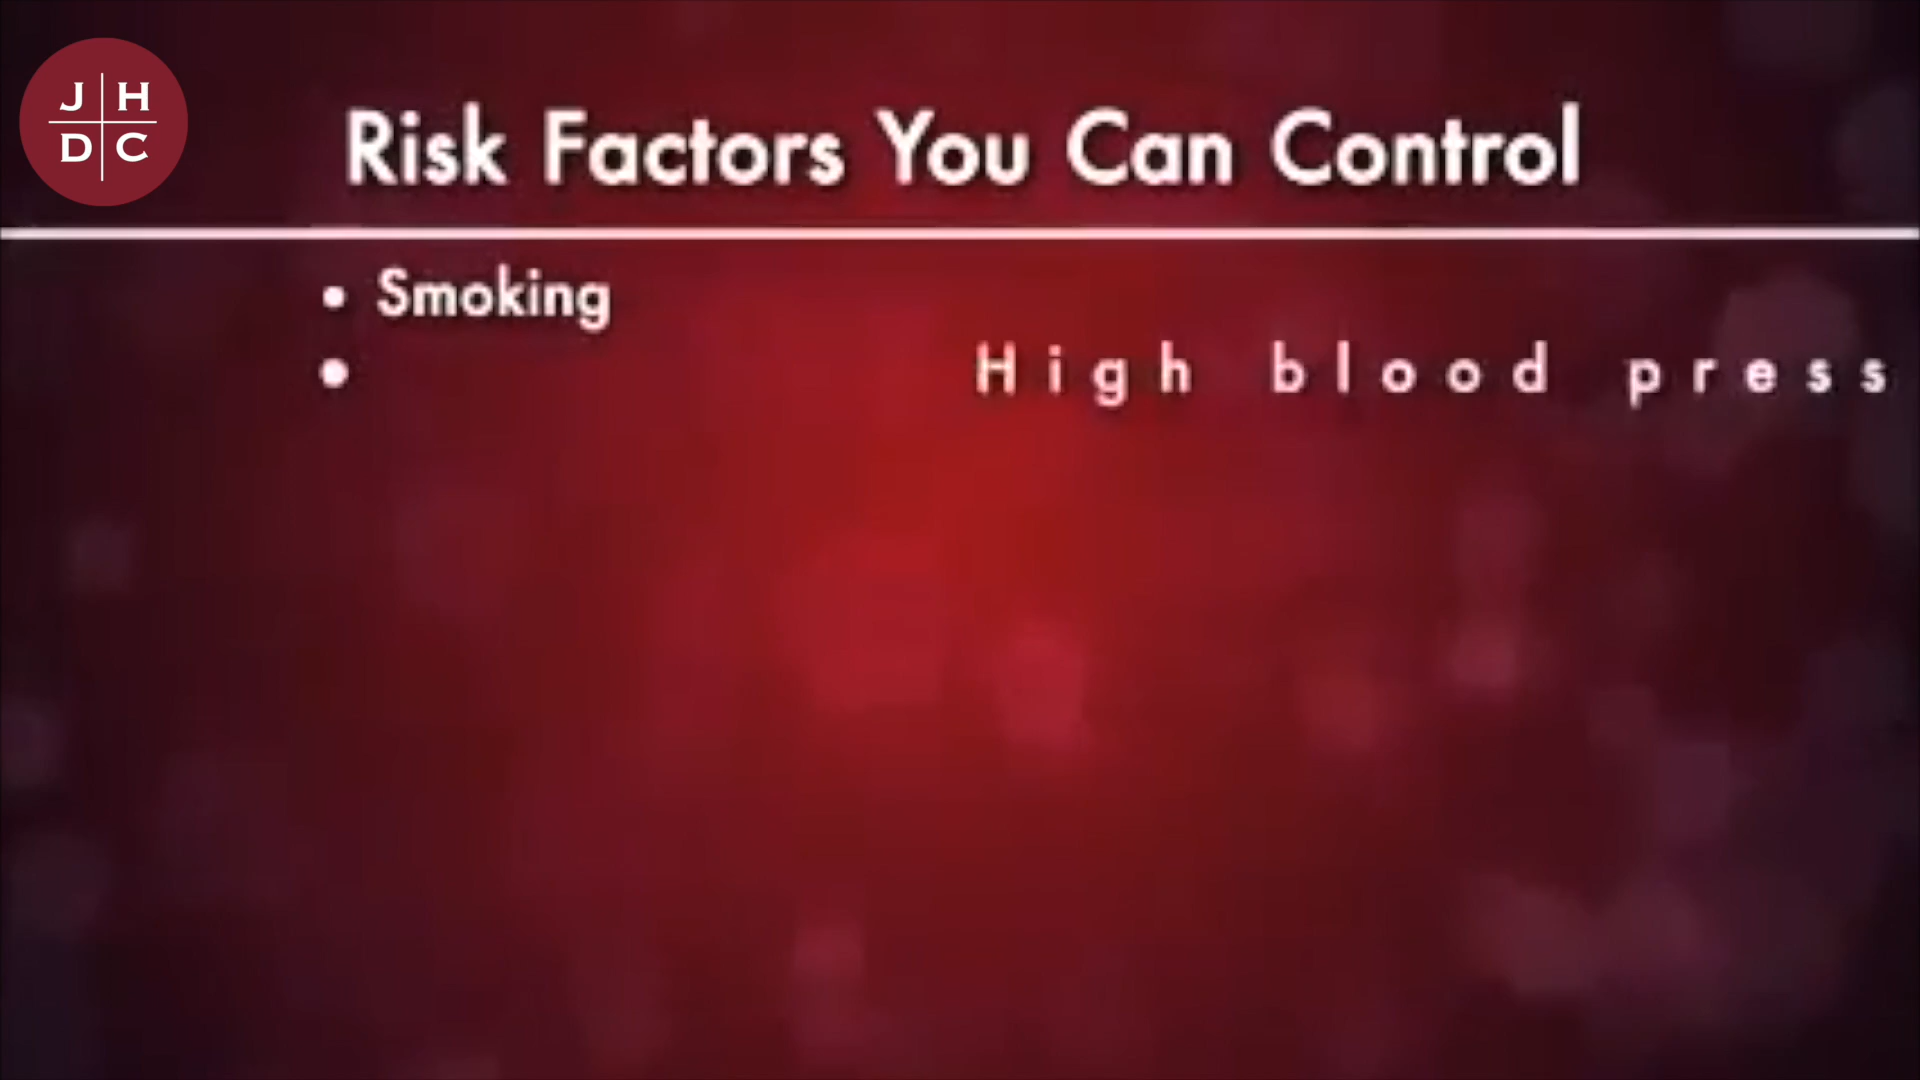 J H
D C
Risk Factors You Can Control
• Smoking
• High blood press